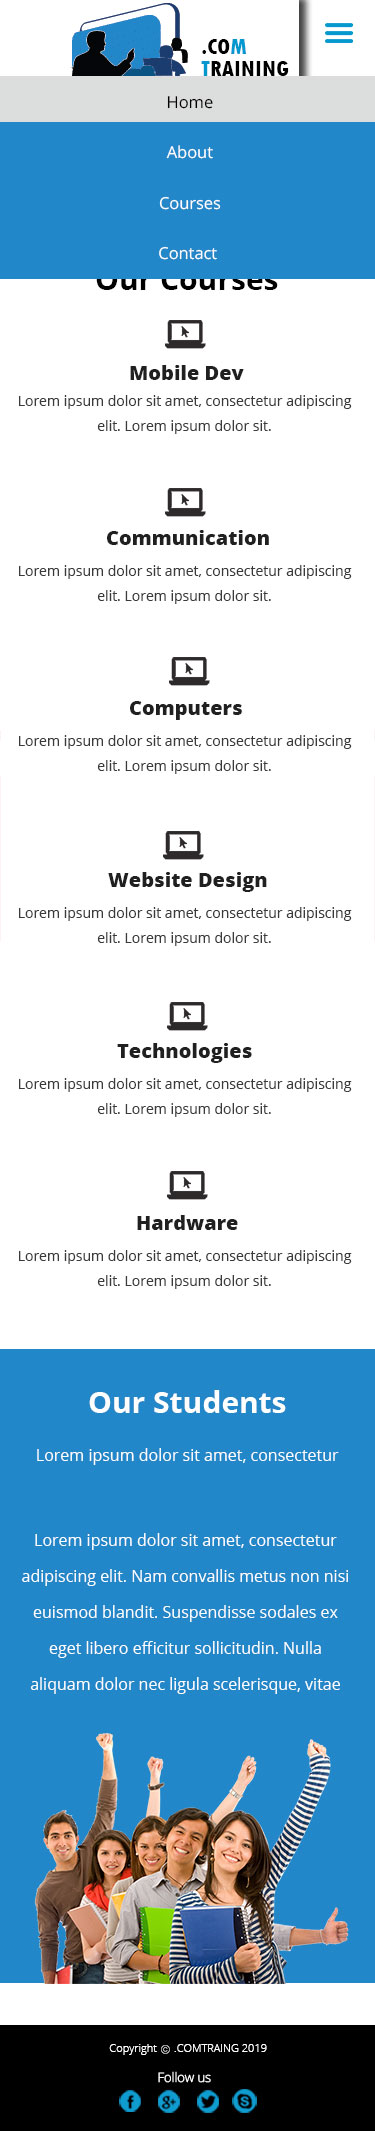 .COM
TRAINING
Home
About
Courses
Contact
Our Courses
Mobile Dev
Lorem ipsum dolor sit amet, consectetur adipiscing
elit. Lorem ipsum dolor sit.
Communication
Lorem ipsum dolor sit amet, consectetur adipiscing
elit. Lorem ipsum dolor sit.
Computers
Lorem ipsum dolor sit amet, consectetur adipiscing
elit. Lorem ipsum dolor sit.
Website Design
Lorem ipsum dolor sit amet, consectetur adipiscing
elit. Lorem ipsum dolor sit.
Technologies
Lorem ipsum dolor sit amet, consectetur adipiscing
elit. Lorem ipsum dolor sit.
Hardware
Lorem ipsum dolor sit amet, consectetur adipiscing
elit. Lorem ipsum dolor sit.
Our Students
Lorem ipsum dolor sit amet, consectetur
Lorem ipsum dolor sit amet, consectetur
adipiscing elit. Nam convallis metus non nisi
euismod blandit. Suspendisse sodales ex
eget libero efficitur sollicitudin. Nulla
aliquam dolor nec ligula scelerisque, vitae
Copyright © .COMTRAING 2019
Follow us